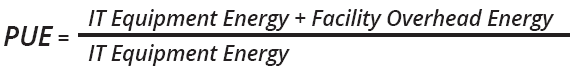 IT Equipment Energy + Facility Overhead Energy
PUE =
IT Equipment Energy